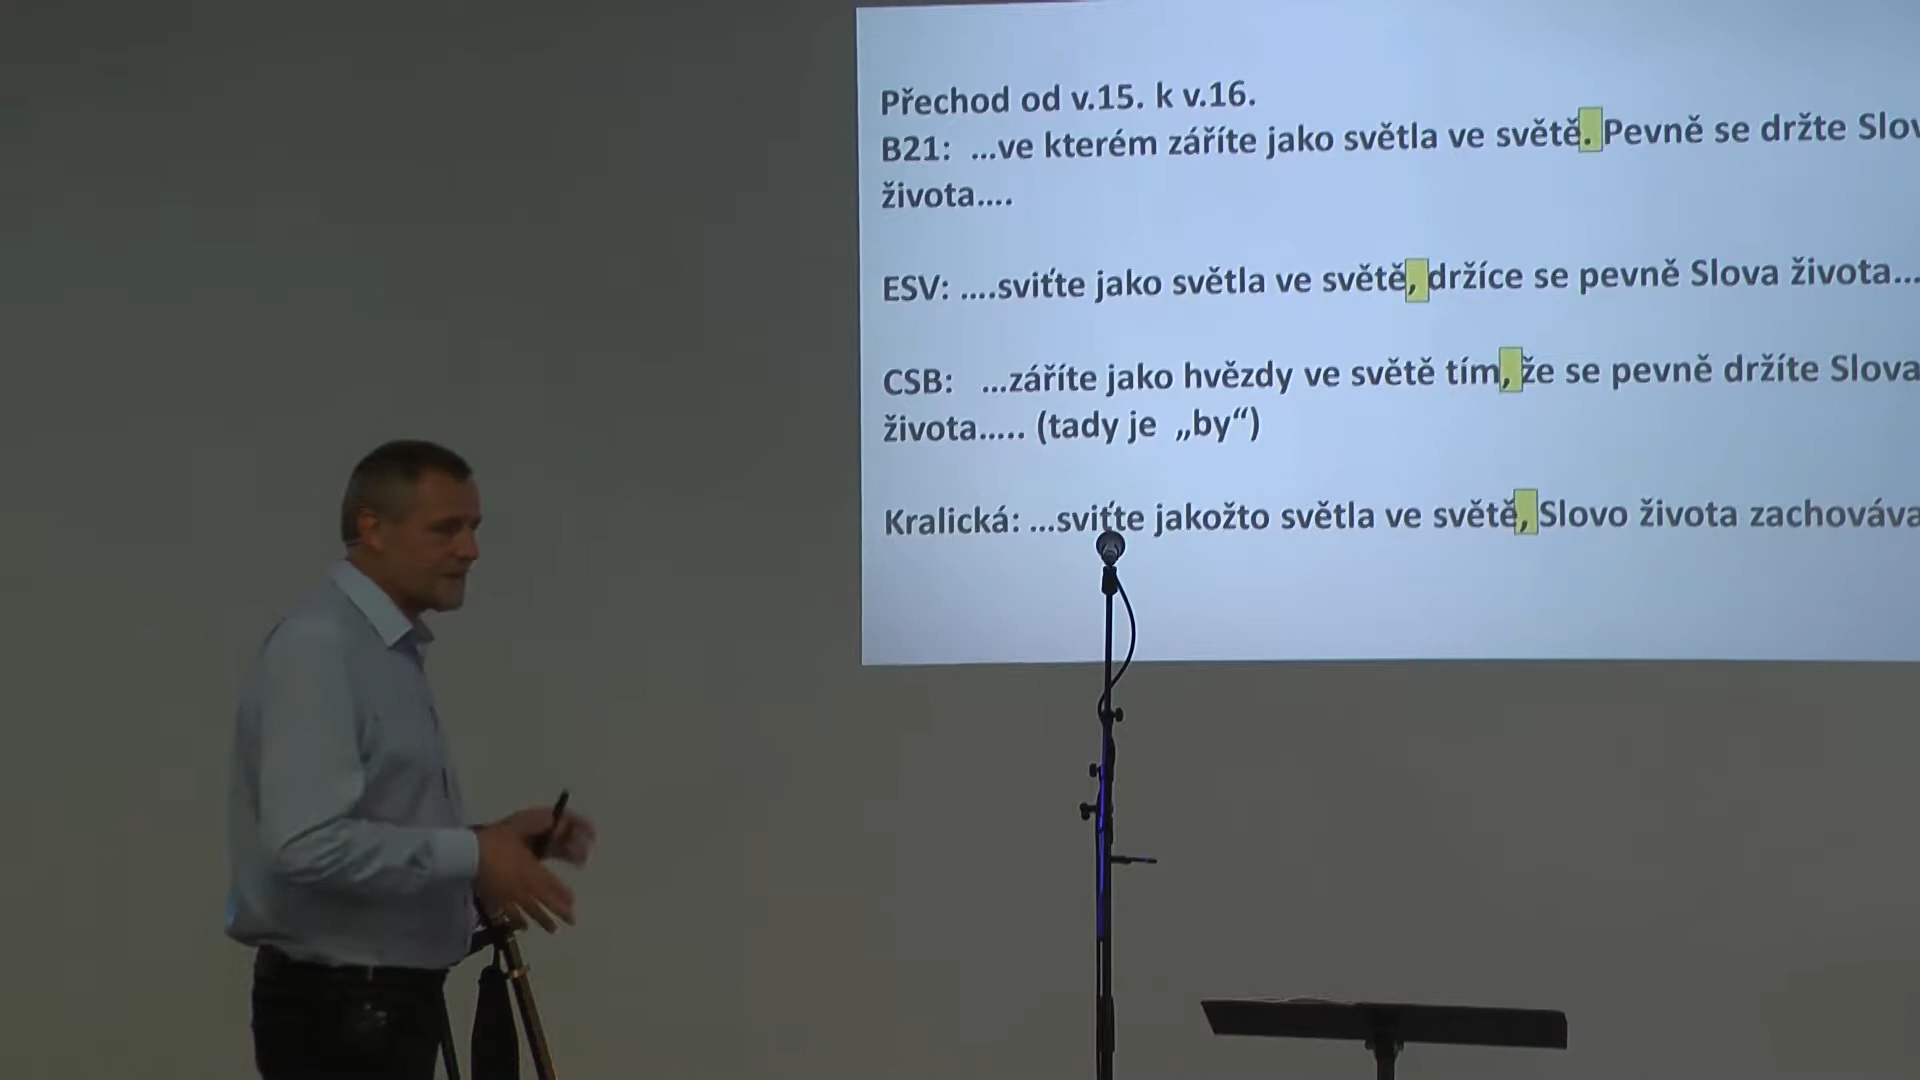 Přechod od v.15. k v.16.
B21: ...ve kterém záříte jako světla ve světě. Pevně se držte
života....
ESV: ....sviťte jako světla ve světě, držíce se pevně Slova života...
CSB: ...záříte jako hvězdy ve světě tím, že se pevně držíte Slova
života..... (tady je „by“)
Kralická: ...sviťte jakožto světla ve světě, Slovo života